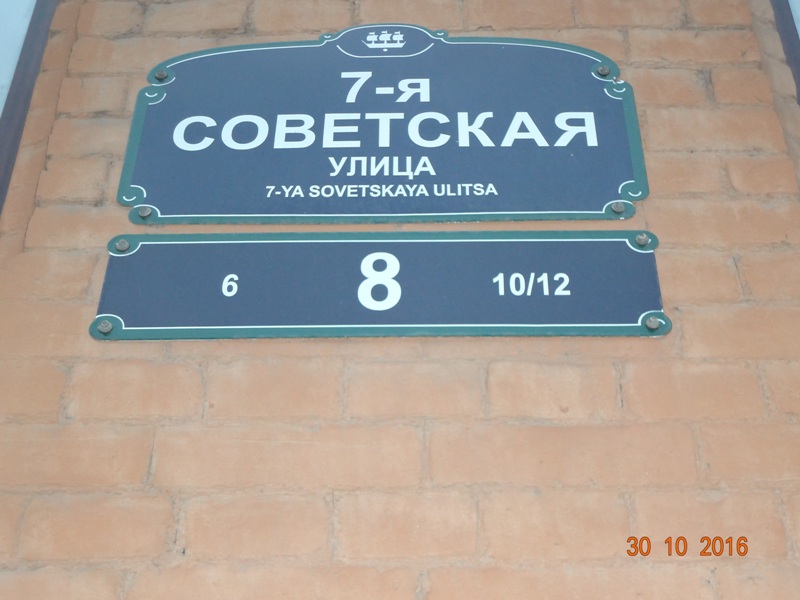 7-я
СОВЕТСКАЯ
УЛИЦА
7-YA SOVETSKAYA ULITSA
6 8 10/12
30 10 2016